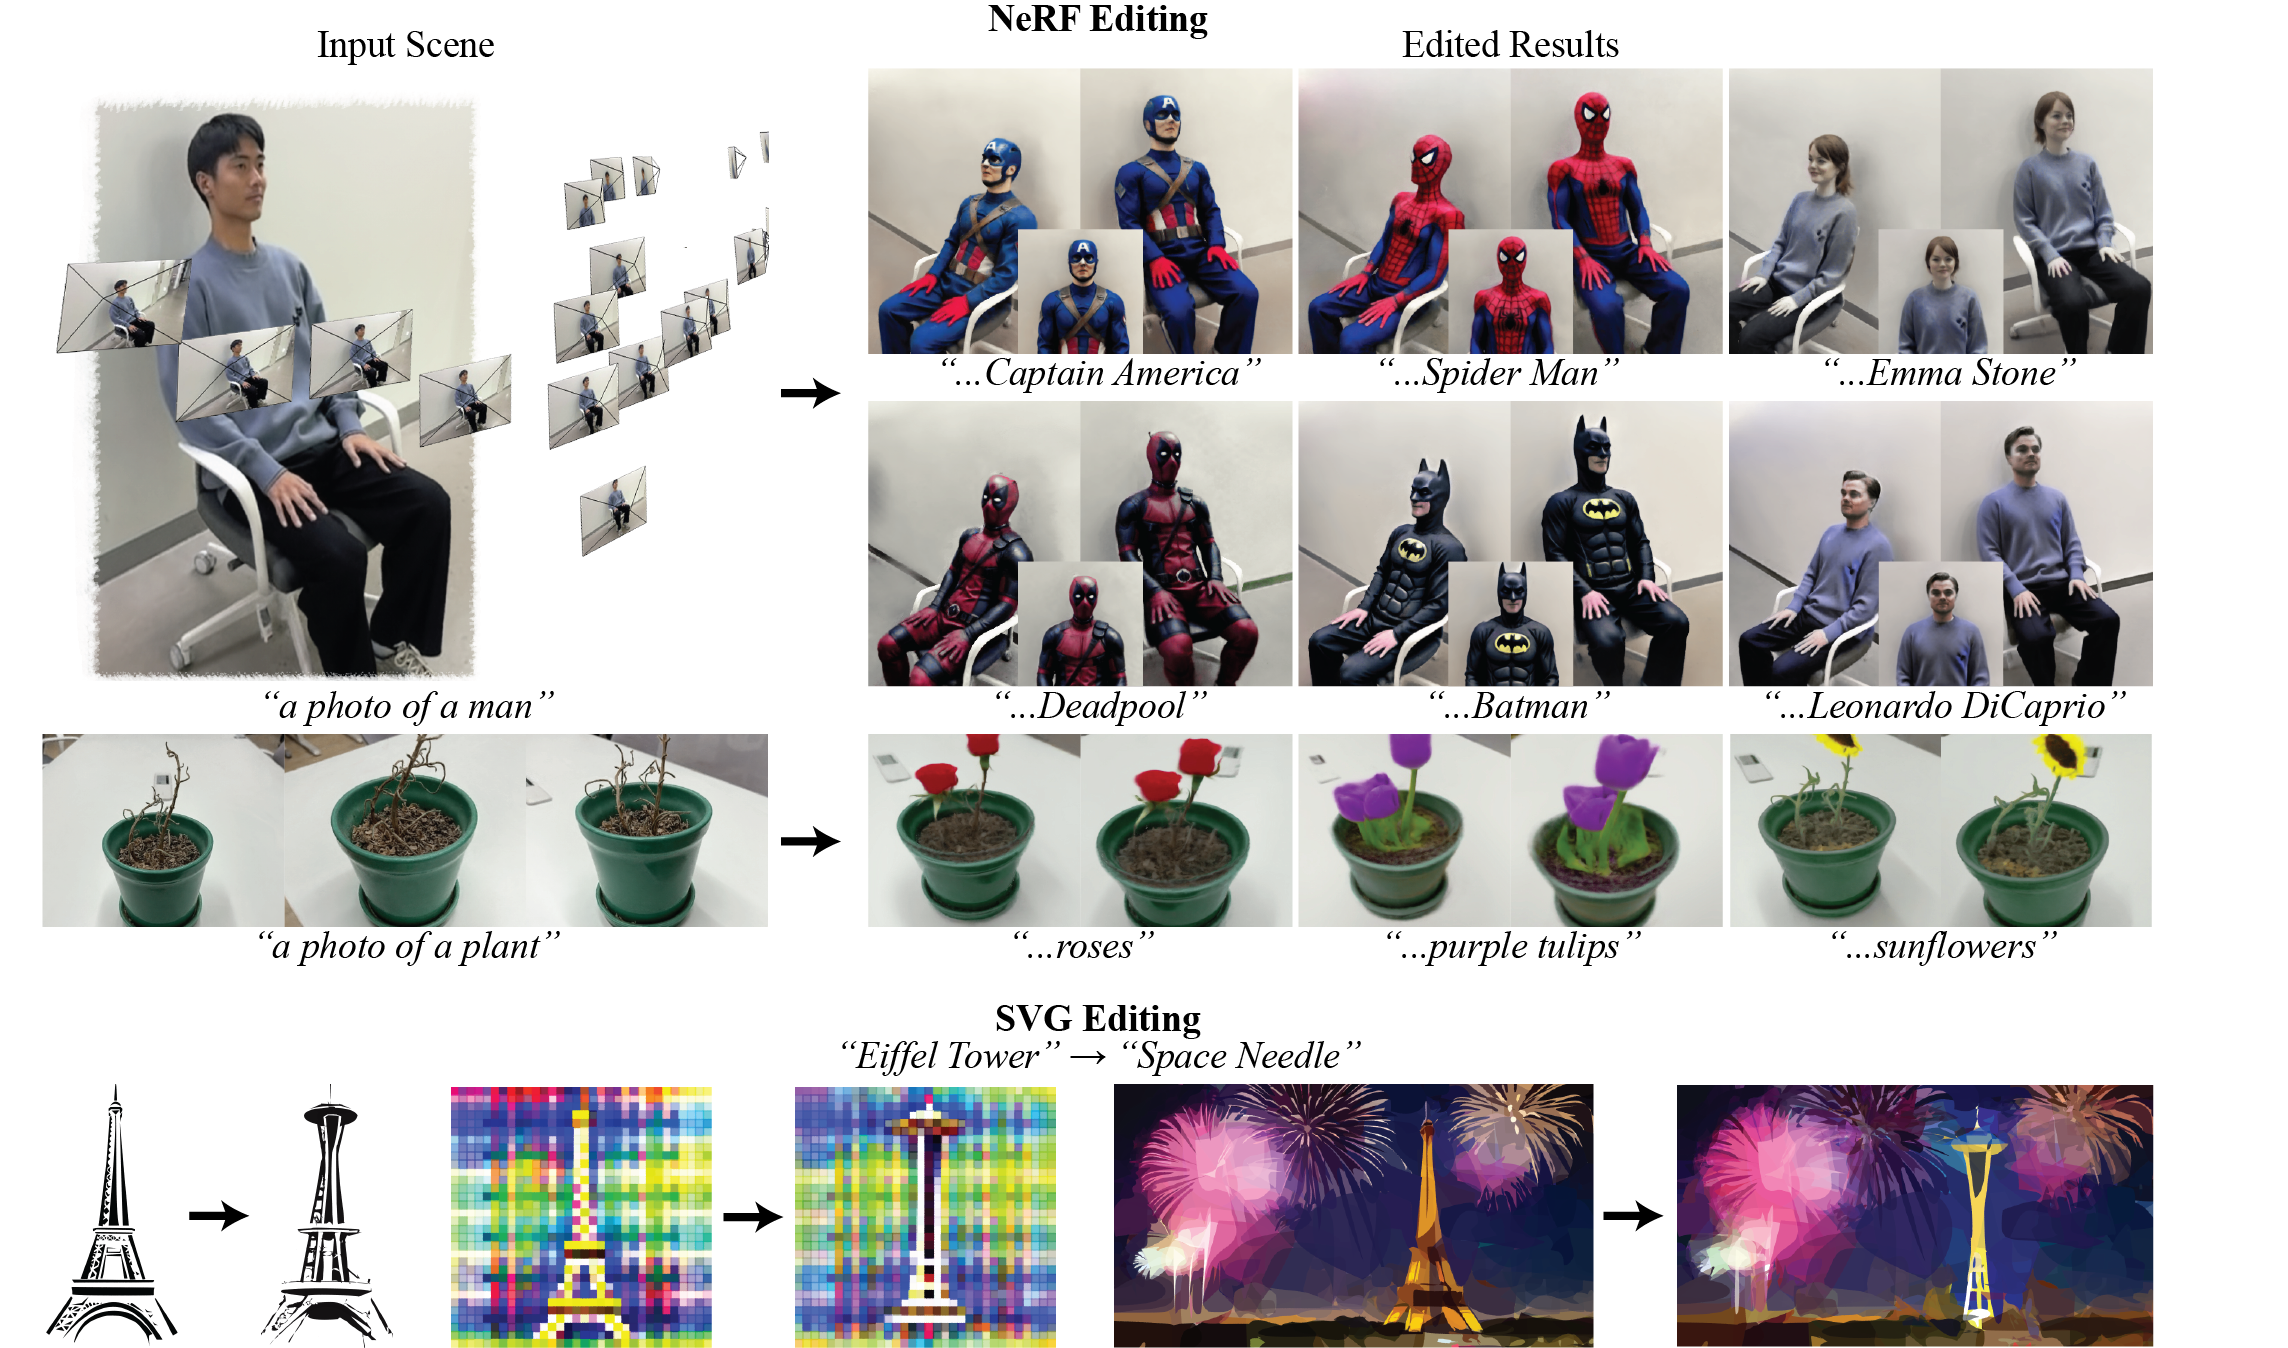 NeRF Editing
Input Scene
Edited Results
“...Captain America”
“...Spider Man”
“...Emma Stone”
“a photo of a man”
“...Deadpool”
“...Batman”
“...Leonardo DiCaprio”
“a photo of a plant”
“...roses”
“...purple tulips”
“...sunflowers”
SVG Editing
“Eiffel Tower” → “Space Needle”